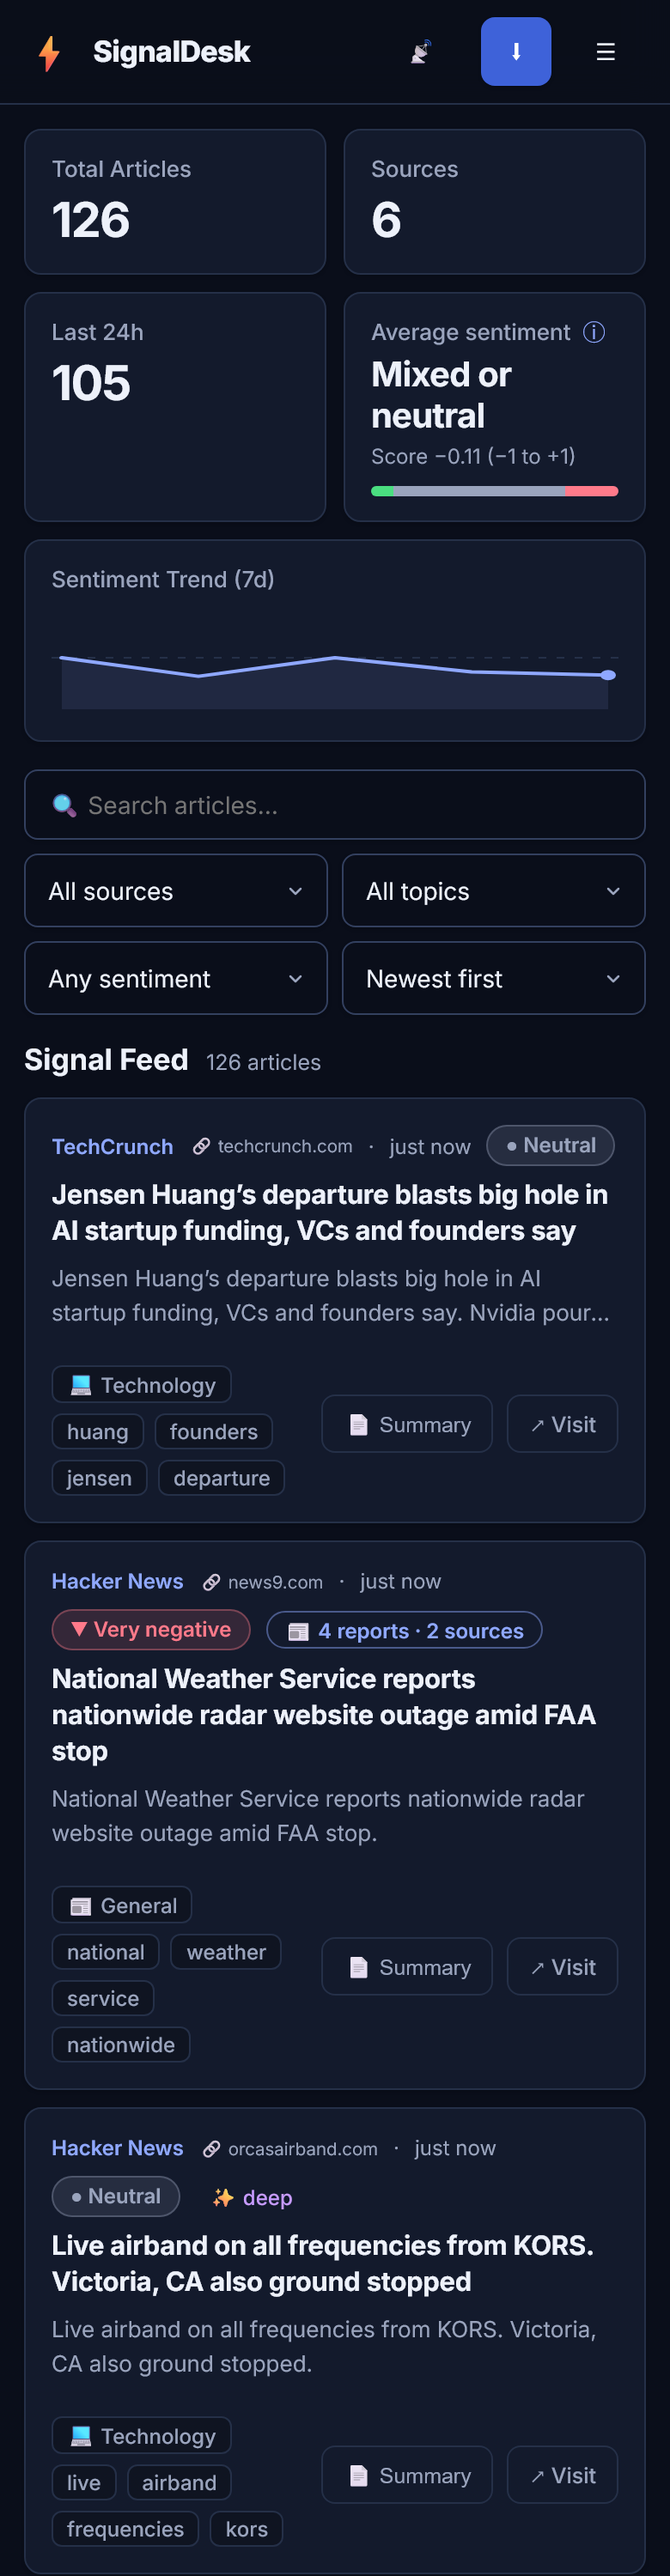 SignalDesk
Total Articles
126
Sources
6
Last 24h
105
Average sentiment ⓘ
Mixed or
neutral
Score −0.11 (−1 to +1)
Sentiment Trend (7d)
Search articles...
All sources
All topics
Any sentiment
Newest first
Signal Feed 126 articles
TechCrunch techcrunch.com · just now ● Neutral
Jensen Huang’s departure blasts big hole in
AI startup funding, VCs and founders say
Jensen Huang’s departure blasts big hole in AI
startup funding, VCs and founders say. Nvidia pour...
Technology
huang founders
jensen departure
Summary ↗ Visit
Hacker News news9.com · just now
▼ Very negative 4 reports · 2 sources
National Weather Service reports
nationwide radar website outage amid FAA
stop
National Weather Service reports nationwide radar
website outage amid FAA stop.
General
national weather
service
nationwide
Summary ↗ Visit
Hacker News orcasairband.com · just now
● Neutral deep
Live airband on all frequencies from KORS.
Victoria, CA also ground stopped
Live airband on all frequencies from KORS. Victoria,
CA also ground stopped.
Technology
live airband
frequencies kors
Summary ↗ Visit